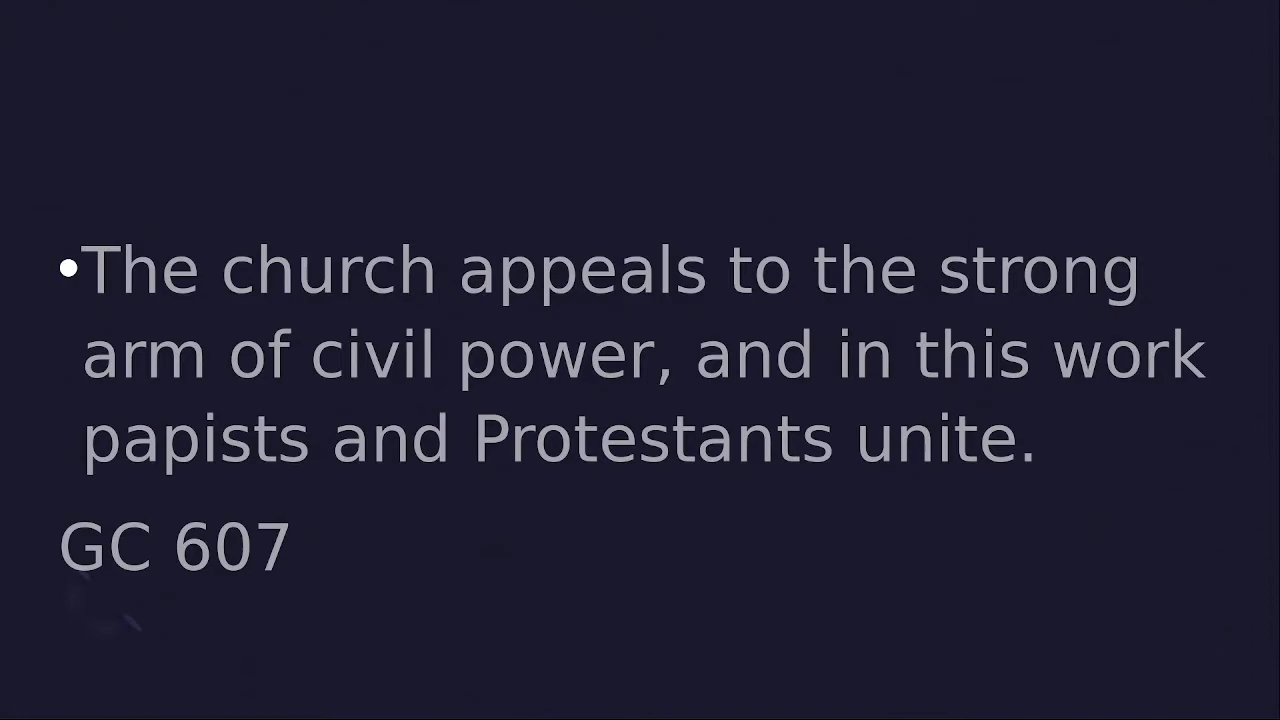 •The church appeals to the strong
arm of civil power, and in this work
papists and Protestants unite.
GC 607